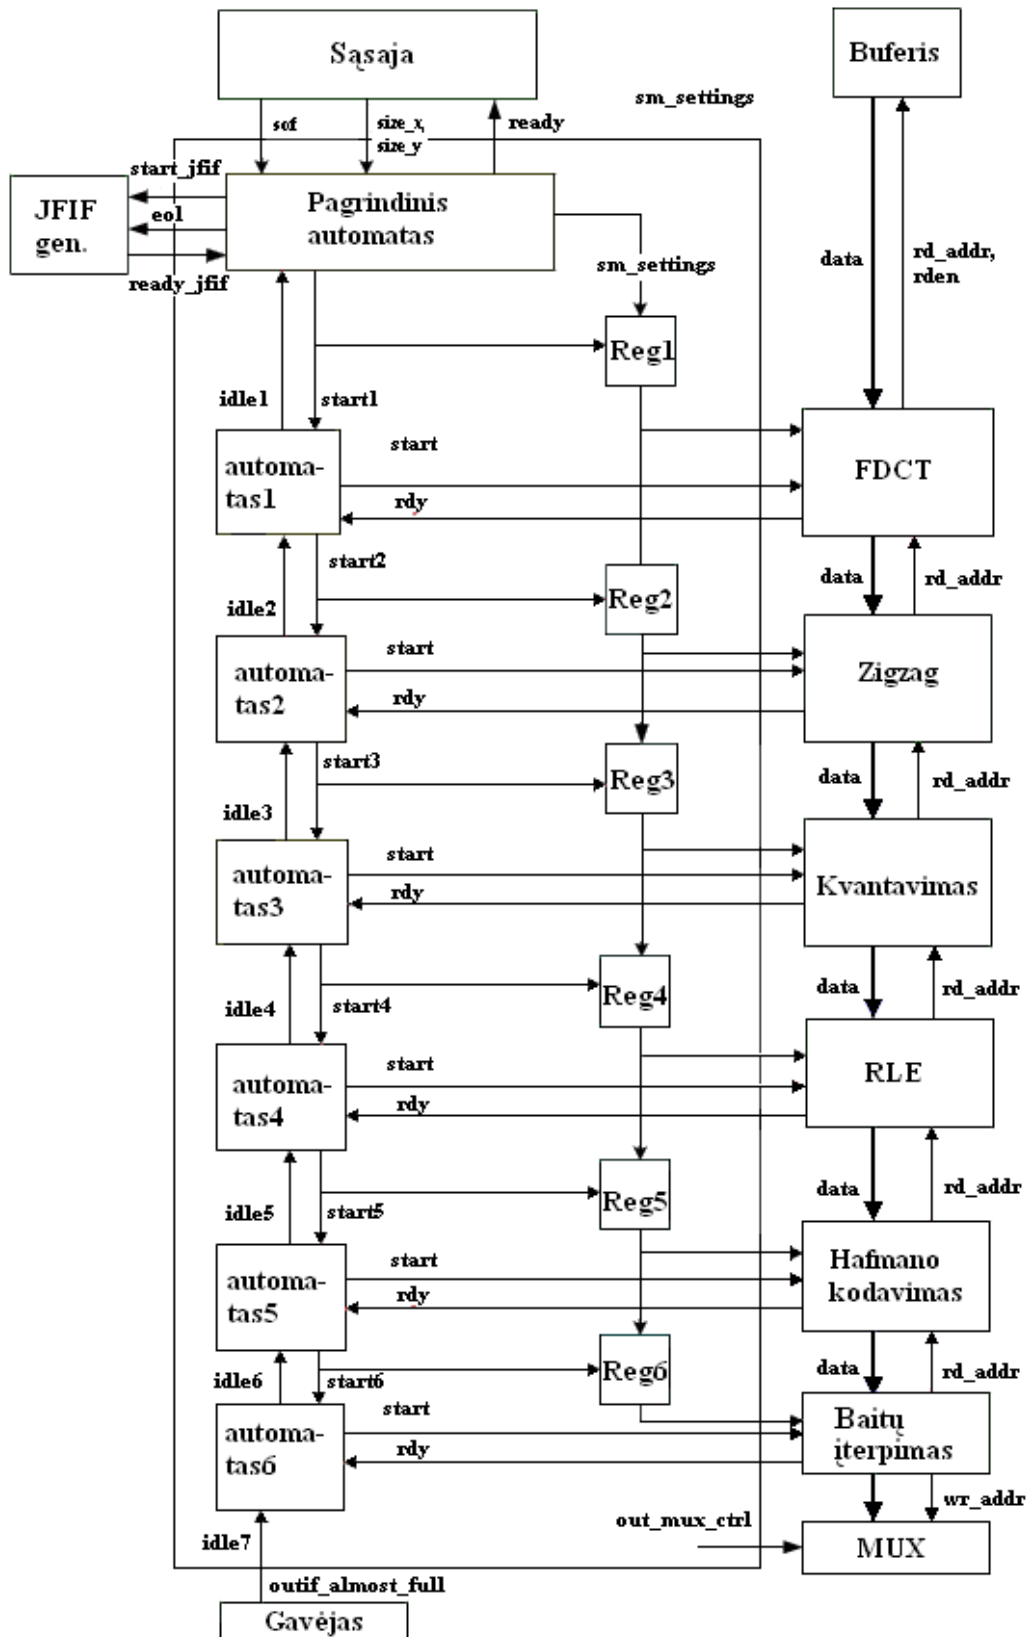 Sąsaja
Buferis
sm_settings
sof
size_x,
size_y
ready
start_jfif
JFIF
gen.
eol
ready_jfif
Pagrindinis
automatas
sm_settings
data
rd_addr,
rden
Reg1
idle1
start1
automa-
tas1
start
rdy
FDCT
start2
idle2
Reg2
data
rd_addr
automa-
tas2
start
rdy
Zigzag
start3
idle3
Reg3
data
rd_addr
automa-
tas3
start
rdy
Kvantavimas
idle4
start4
Reg4
data
rd_addr
automa-
tas4
start
rdy
RLE
idle5
start5
Reg5
data
rd_addr
automa-
tas5
start
rdy
Hafmano
kodavimas
idle6
start6
Reg6
data
rd_addr
automa-
tas6
start
rdy
Baitų
įterpimas
wr_addr
out_mux_ctrl
MUX
idle7
outif_almost_full
Gavėjas